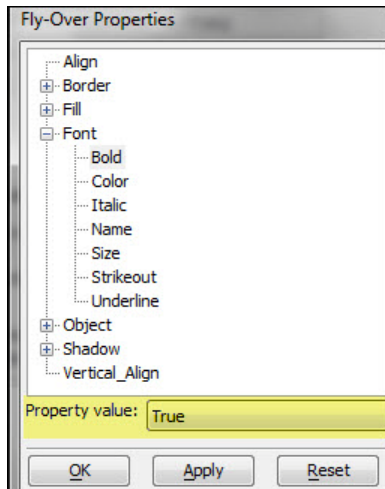 Fly-Over Properties
Align
Border
Fill
Font
Bold
Color
Italic
Name
Size
Strikeout
Underline
Object
Shadow
Vertical_Align
Property value: True
OK Apply Reset